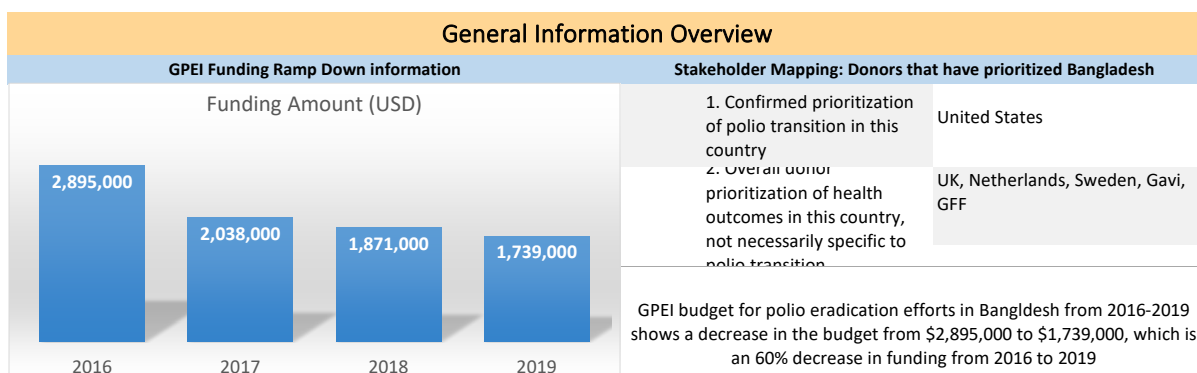 General Information Overview
GPEI Funding Ramp Down information
Funding Amount (USD)
2,895,000
2,038,000
1,871,000
1,739,000
2016
2017
2018
2019
Stakeholder Mapping: Donors that have prioritized Bangladesh
1. Confirmed prioritization
of polio transition in this
country
United States
2. Overall donor
prioritization of health
outcomes in this country,
not necessarily specific to
polio transition
UK, Netherlands, Sweden, Gavi,
GFF
GPEI budget for polio eradication efforts in Bangldesh from 2016-2019
shows a decrease in the budget from $2,895,000 to $1,739,000, which is
an 60% decrease in funding from 2016 to 2019